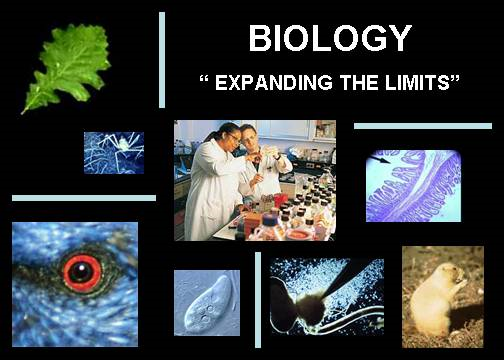 BIOLOGY
“ EXPANDING THE LIMITS”